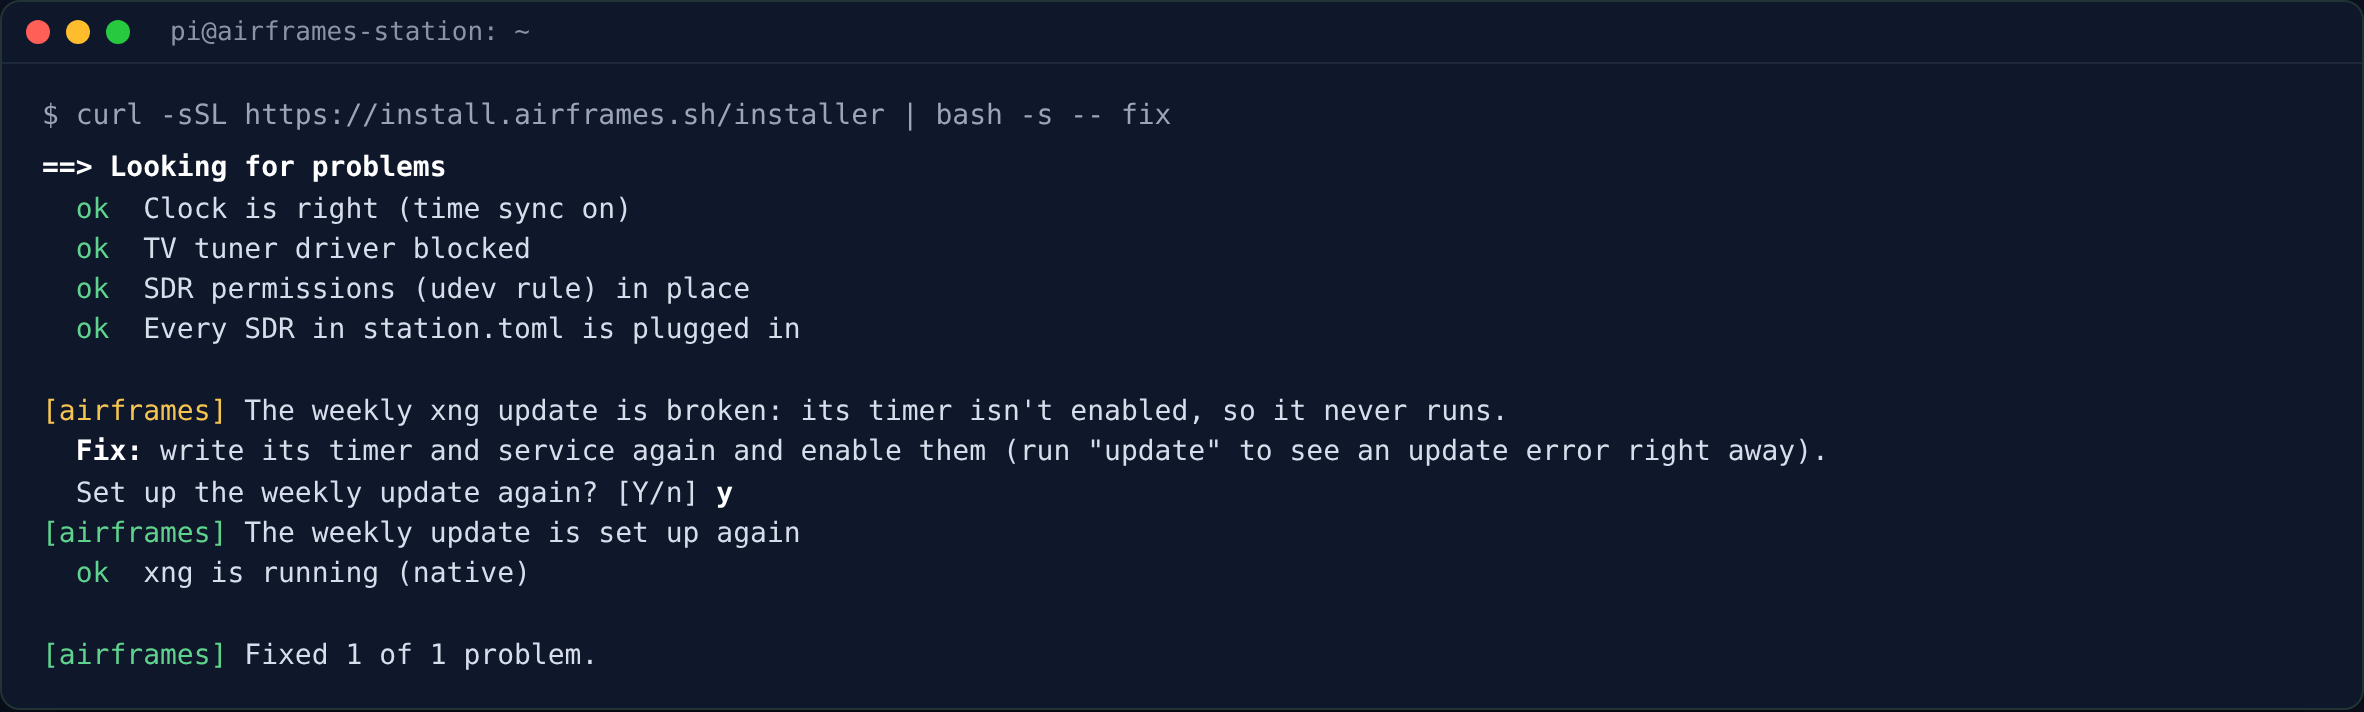 pi@airframes-station: ~
$ curl -sSL https://install.airframes.sh/installer | bash -s -- fix
==> Looking for problems
ok  Clock is right (time sync on)
ok  TV tuner driver blocked
ok  SDR permissions (udev rule) in place
ok  Every SDR in station.toml is plugged in
[airframes] The weekly xng update is broken: its timer isn't enabled, so it never runs.
Fix: write its timer and service again and enable them (run "update" to see an update error right away).
Set up the weekly update again? [Y/n] y
[airframes] The weekly update is set up again
ok  xng is running (native)
[airframes] Fixed 1 of 1 problem.